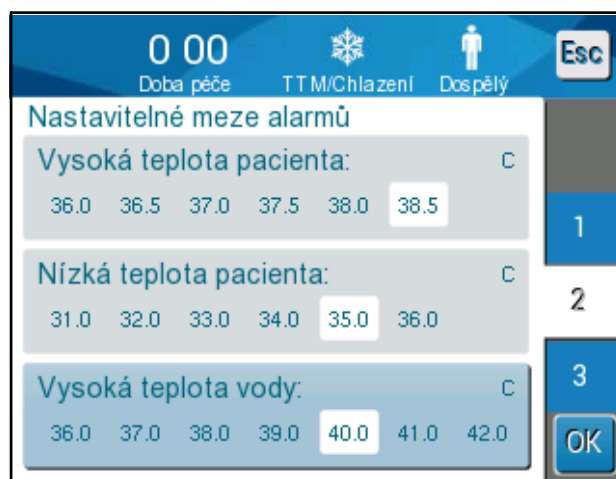 0 00
Doba péče
TTM/Chlazení
Dospělý
Esc
Nastavitelné meze alarmů
Vysoká teplota pacienta: C
36.0 36.5 37.0 37.5 38.0 38.5
Nízká teplota pacienta: C
31.0 32.0 33.0 34.0 35.0 36.0
Vysoká teplota vody: C
36.0 37.0 38.0 39.0 40.0 41.0 42.0
1
2
3
OK